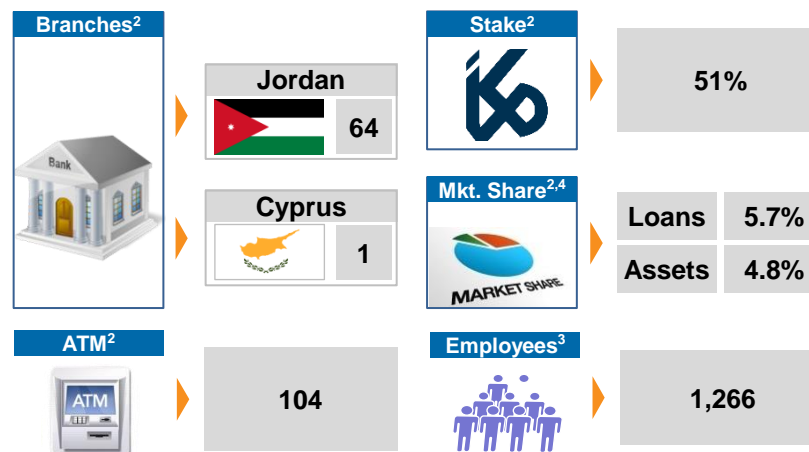 Branches2
Jordan
64
Bank
Cyprus
1
Stake2
51%
Mkt. Share2,4
MARKET SHARE
Loans 5.7%
Assets 4.8%
ATM2
ATM
104
Employees3
1,266